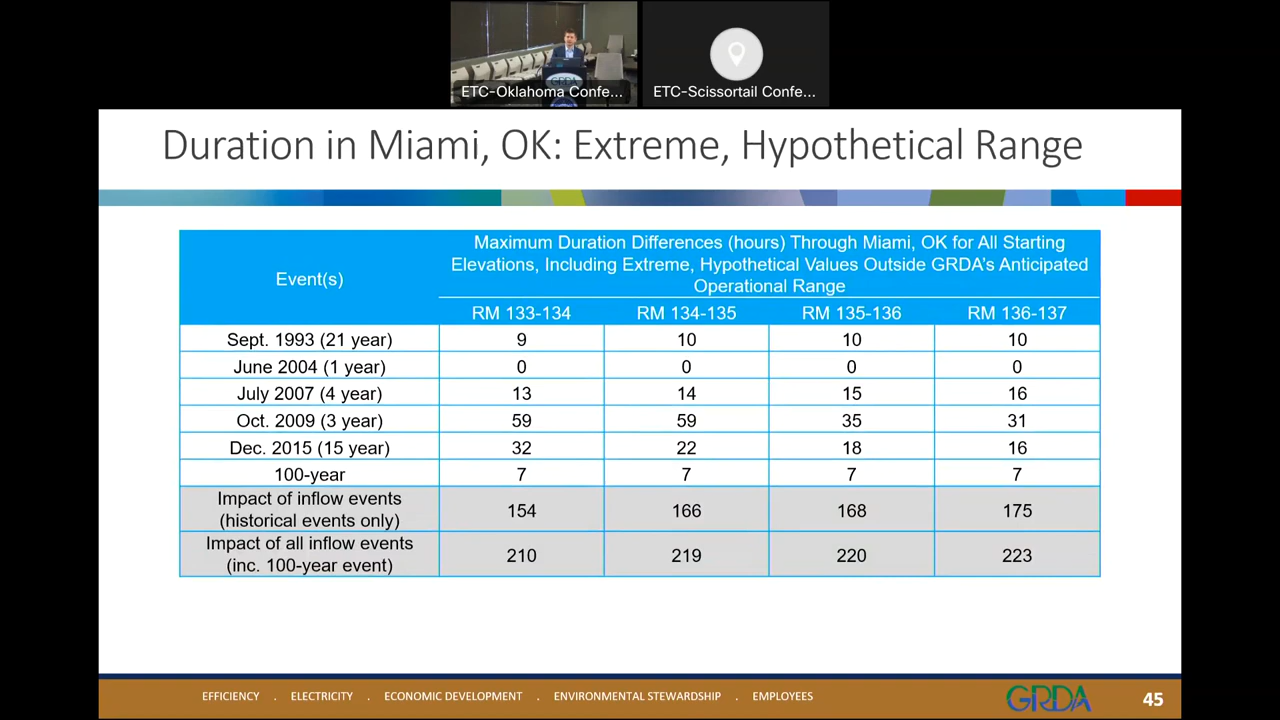 ETC-Oklahoma Confe...
ETC-Scissortail Confe...
Duration in Miami, OK: Extreme, Hypothetical Range
Event(s)
Maximum Duration Differences (hours) Through Miami, OK for All Starting
Elevations, Including Extreme, Hypothetical Values Outside GRDA's Anticipated
Operational Range
RM 133-134 RM 134-135 RM 135-136 RM 136-137
Sept. 1993 (21 year) 9 10 10 10
June 2004 (1 year) 0 0 0 0
July 2007 (4 year) 13 14 15 16
Oct. 2009 (3 year) 59 59 35 31
Dec. 2015 (15 year) 32 22 18 16
100-year 7 7 7 7
Impact of inflow events
(historical events only) 154 166 168 175
Impact of all inflow events
(inc. 100-year event) 210 219 220 223
EFFICIENCY . ELECTRICITY . ECONOMIC DEVELOPMENT . ENVIRONMENTAL STEWARDSHIP . EMPLOYEES
GRDA
45